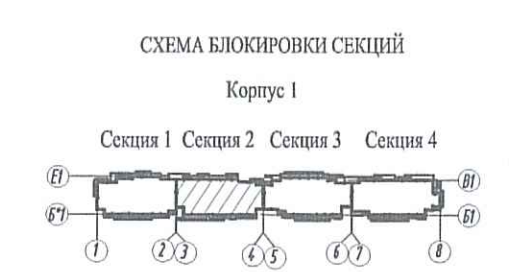 СХЕМА БЛОКИРОВКИ СЕКЦИЙ
Корпус 1
Секция 1 Секция 2 Секция 3 Секция 4
Е1 В1
Б*1 Б1
1 2 3 4 5 6 7 8